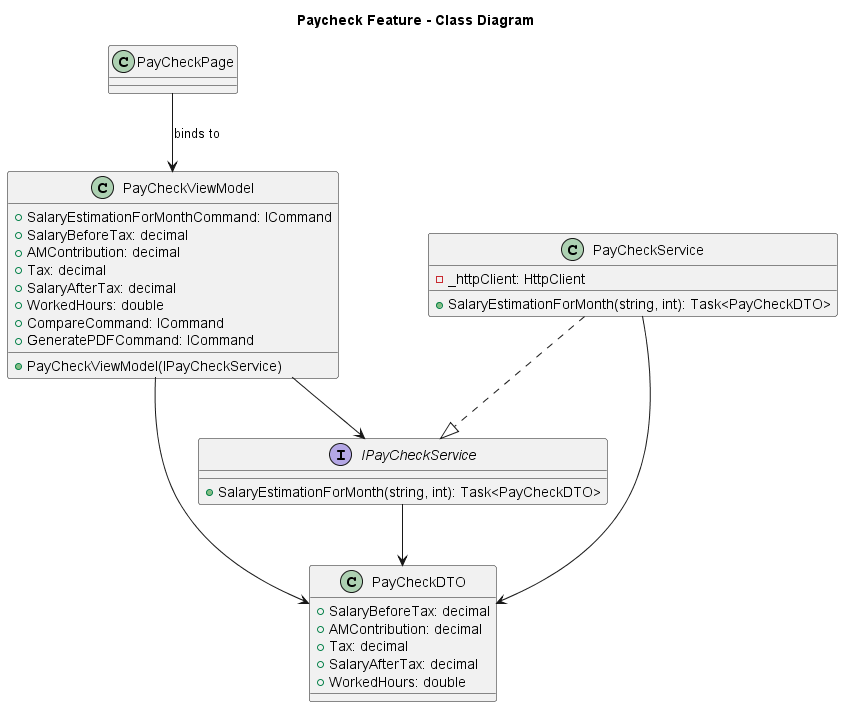 Paycheck Feature - Class Diagram
C PayCheckPage
binds to
C PayCheckViewModel
SalaryEstimationForMonthCommand: ICommand
SalaryBeforeTax: decimal
AMContribution: decimal
Tax: decimal
SalaryAfterTax: decimal
WorkedHours: double
CompareCommand: ICommand
GeneratePDFCommand: ICommand
PayCheckViewModel(IPayCheckService)
C PayCheckService
_httpClient: HttpClient
SalaryEstimationForMonth(string, int): Task<PayCheckDTO>
I IPayCheckService
SalaryEstimationForMonth(string, int): Task<PayCheckDTO>
C PayCheckDTO
SalaryBeforeTax: decimal
AMContribution: decimal
Tax: decimal
SalaryAfterTax: decimal
WorkedHours: double